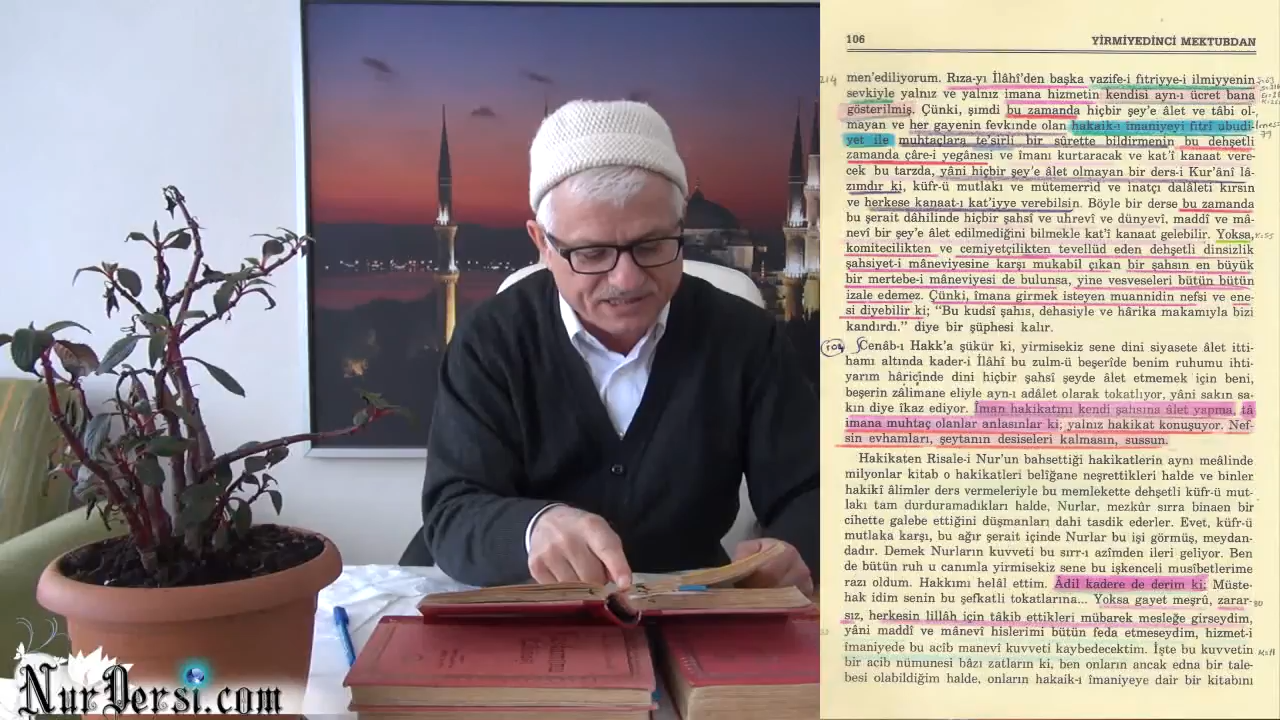 106
YİRMİYEDİNCİ MEKTUBDAN
men'ediliyorum. Rıza-yı İlâhî'den başka vazife-i fıtriyye-i ilmiyyenin
sevkiyle yalnız ve yalnız imana hizmetin kendisi ayn-ı ücret bana
gösterilmiş. Çünki, şimdi bu zamanda hiçbir şey'e âlet ve tâbi ol-
mayan ve her gayenin fevkinde olan hakaik-ı imaniyeyi fıtrî ubudi-
yet ile muhtaçlara te'sirli bir sûrette bildirmenin bu dehşetli
zamanda çâre-i yegânesi ve imanı kurtaracak ve kat'î kanaat vere-
cek bu tarzda, yâni hiçbir şey'e âlet olmayan bir ders-i Kur'ânî lâ-
zımdır ki, küfr-ü mutlakı ve mütemerrid ve inatçı dalâleti kırsın
ve herkese kanaat-ı kat'iyye verebilsin. Böyle bir derse bu zamanda
bu şerait dâhilinde hiçbir şahsî ve uhrevî ve dünyevî, maddî ve mâ-
nevî bir şey'e âlet edilmediğini bilmekle kat'î kanaat gelebilir. Yoksa,
komitecilikten ve cemiyetçilikten tevellüd eden dehşetli dinsizlik
şahsiyet-i mâneviyesine karşı mukabil çıkan bir şahsın en büyük
bir mertebe-i mâneviyesi de bulunsa, yine vesveseleri bütün bütün
izale edemez. Çünki, îmana girmek isteyen muannidin nefsi ve ene-
si diyebilir ki; "Bu kudsî şahıs, dehasiyle ve hârika makamıyla bizi
kandırdı." diye bir şüphesi kalır.
Cenâb-ı Hakk'a şükür ki, yirmisekiz sene dini siyasete âlet itti-
hamı altında kader-i İlâhî bu zulm-ü beşerîde benim ruhumu ihti-
yarım hâricinde dini hiçbir şahsî şeyde âlet etmemek için beni,
beşerin zâlimane eliyle ayn-ı adâlet olarak tokatlıyor, yâni sakın sa-
kın diye îkaz ediyor. Îman hakikatını kendi şahsına âlet yapma, tâ
imana muhtaç olanlar anlasınlar ki; yalnız hakikat konuşuyor. Nef-
sin evhamları, şeytanın desiseleri kalmasın, sussun.
Hakikaten Risale-i Nur'un bahsettiği hakikatlerin aynı meâlinde
milyonlar kitab o hakikatleri belîğane neşrettikleri halde ve binler
hakikî âlimler ders vermeleriyle bu memlekette dehşetli küfr-ü mut-
lakı tam durduramadıkları halde, Nurlar, mezkûr sırra binaen bir
cihette galebe ettiğini düşmanları dahi tasdik ederler. Evet, küfr-ü
mutlaka karşı, bu ağır şerait içinde Nurlar bu işi görmüş, meydan-
dadır. Demek Nurların kuvveti bu sırr-ı azîmden ileri geliyor. Ben
de bütün ruh u canımla yirmisekiz sene bu işkenceli musîbetlerime
razı oldum. Hakkımı helâl ettim. Âdil kadere de derim ki: Müste-
hak idim senin bu şefkatli tokatlarına... Yoksa gayet meşrû, zarar-
sız, herkesin lillâh için tâkib ettikleri mübarek mesleğe girseydim,
yâni maddî ve mânevî hislerimi bütün feda etmeseydim, hizmet-i
imaniyede bu acîb manevî kuvveti kaybedecektim. İşte bu kuvvetin
bir acib nümunesi bâzı zatların ki, ben onların ancak edna bir tale-
besi olabildiğim halde, onların hakaik-ı imaniyeye dair bir kitabını
NurDersi.com